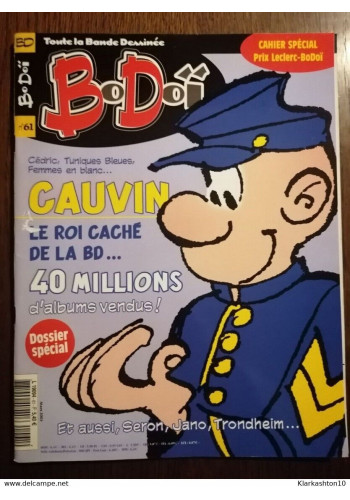 BD
Toute la Bande Dessinée
CAHIER SPÉCIAL
Prix Leclerc-BoDoï
BoDoï
BoDoï
61
Cédric, Tuniques Bleues,
Femmes en blanc...
CAUVIN
LE ROI CACHÉ
DE LA BD...
40 MILLIONS
d'albums vendus !
Dossier
spécial
Et aussi, Seron, Jano, Trondheim...
delcampe.net
Larkashton10